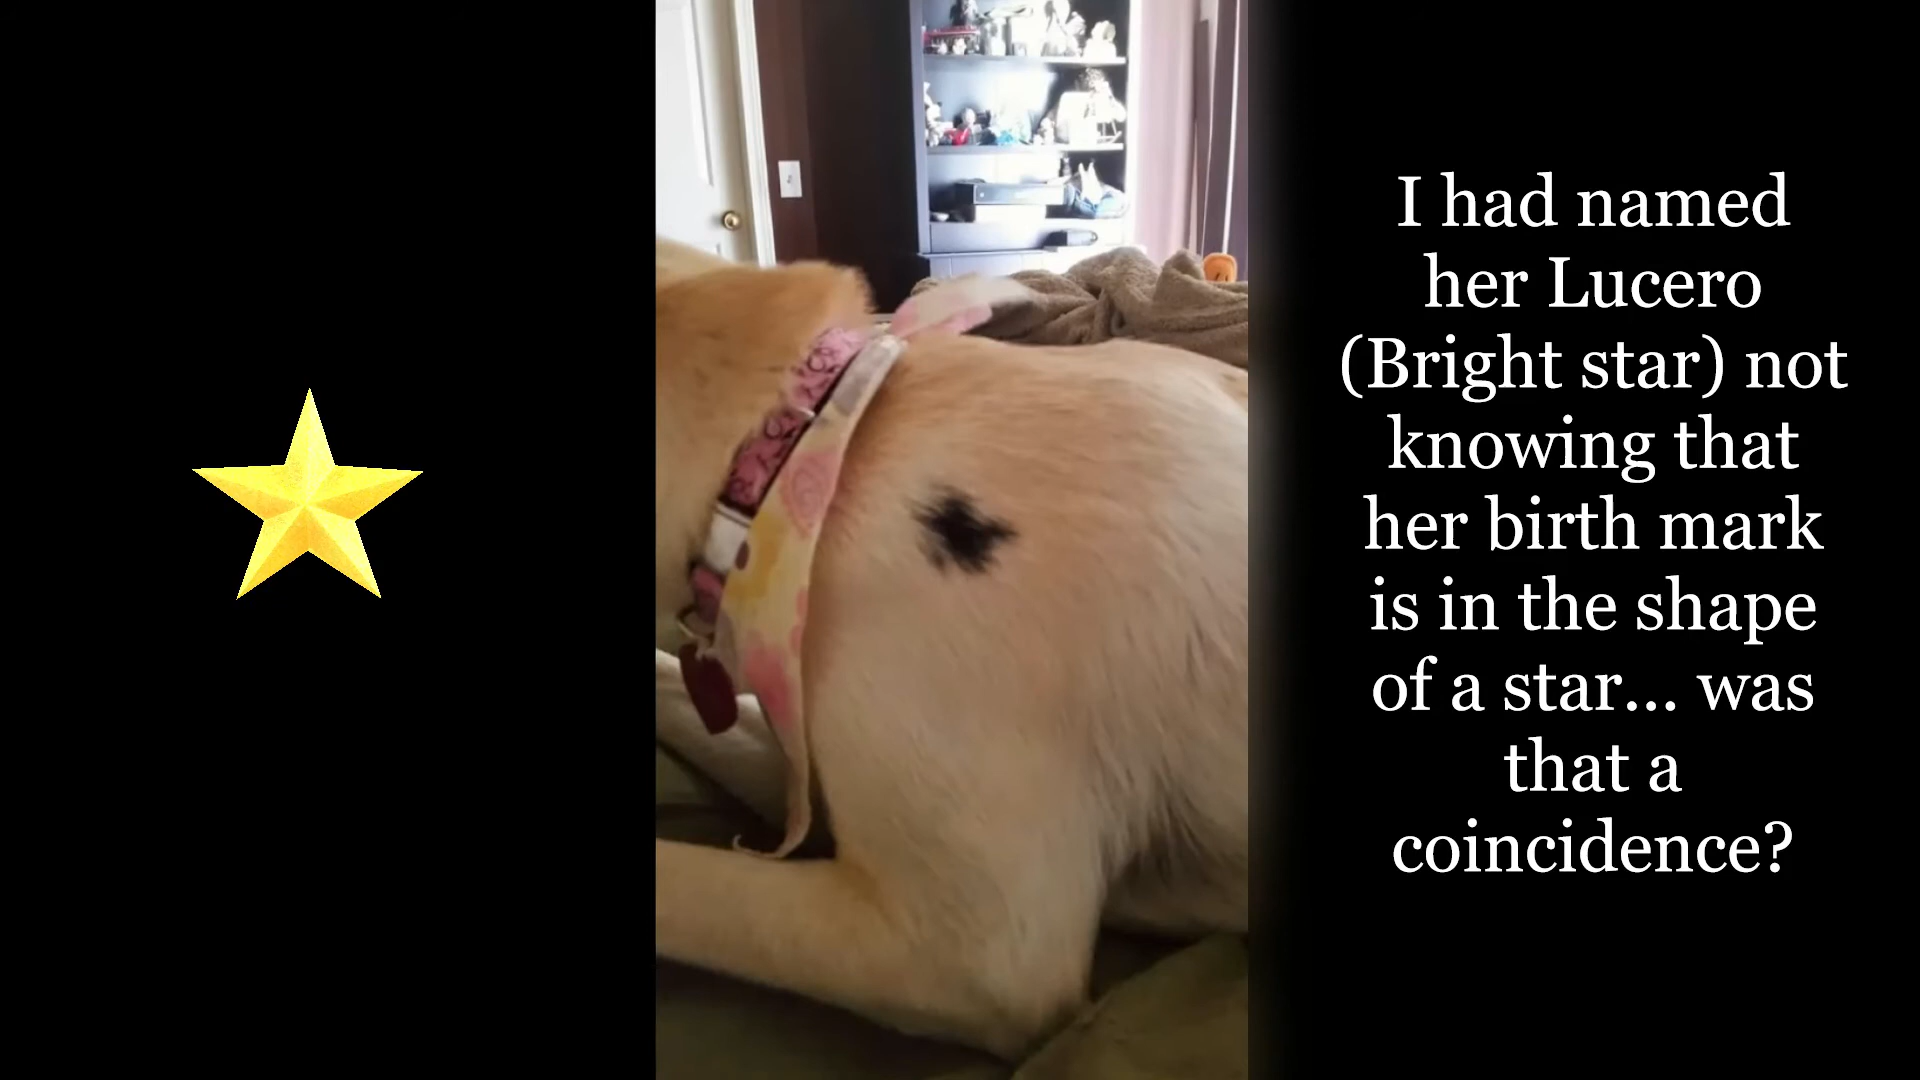 I had named
her Lucero
(Bright star) not
knowing that
her birth mark
is in the shape
of a star... was
that a
coincidence?